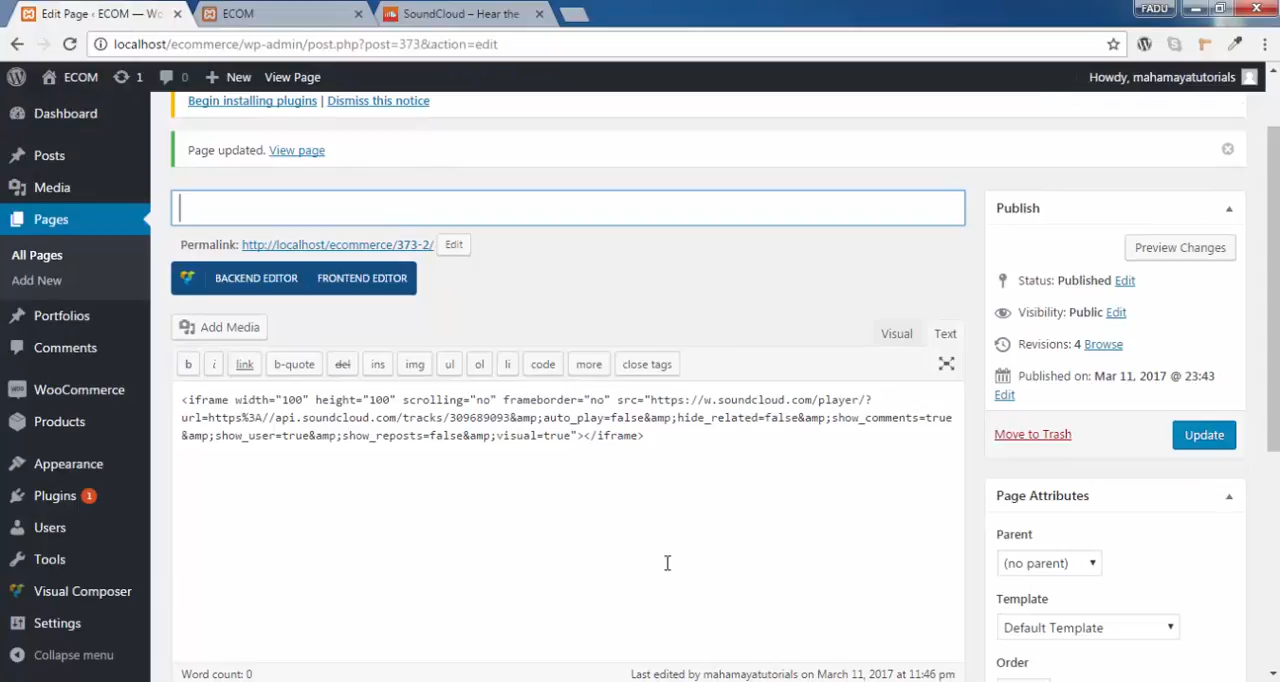 Edit Page ‹ ECOM — Wo
ECOM
SoundCloud – Hear the
FADU
localhost/ecommerce/wp-admin/post.php?post=373&action=edit
ECOM 1 0 New View Page Howdy, mahamayatutorials
Begin installing plugins | Dismiss this notice
Page updated. View page
Dashboard
Posts
Media
Pages
All Pages
Add New
Portfolios
Comments
WooCommerce
Products
Appearance
Plugins 1
Users
Tools
Visual Composer
Settings
Collapse menu
Permalink: http://localhost/ecommerce/373-2/ Edit
BACKEND EDITOR FRONTEND EDITOR
Add Media
Visual Text
b i link b-quote del ins img ul ol li code more close tags
<iframe width="100" height="100" scrolling="no" frameborder="no" src="https://w.soundcloud.com/player/?
url=https%3A//api.soundcloud.com/tracks/309689093&amp;auto_play=false&amp;hide_related=false&amp;show_comments=true
&amp;show_user=true&amp;show_reposts=false&amp;visual=true"></iframe>
Word count: 0
Last edited by mahamayatutorials on March 11, 2017 at 11:46 pm
Publish
Preview Changes
Status: Published Edit
Visibility: Public Edit
Revisions: 4 Browse
Published on: Mar 11, 2017 @ 23:43
Edit
Move to Trash Update
Page Attributes
Parent
(no parent)
Template
Default Template
Order